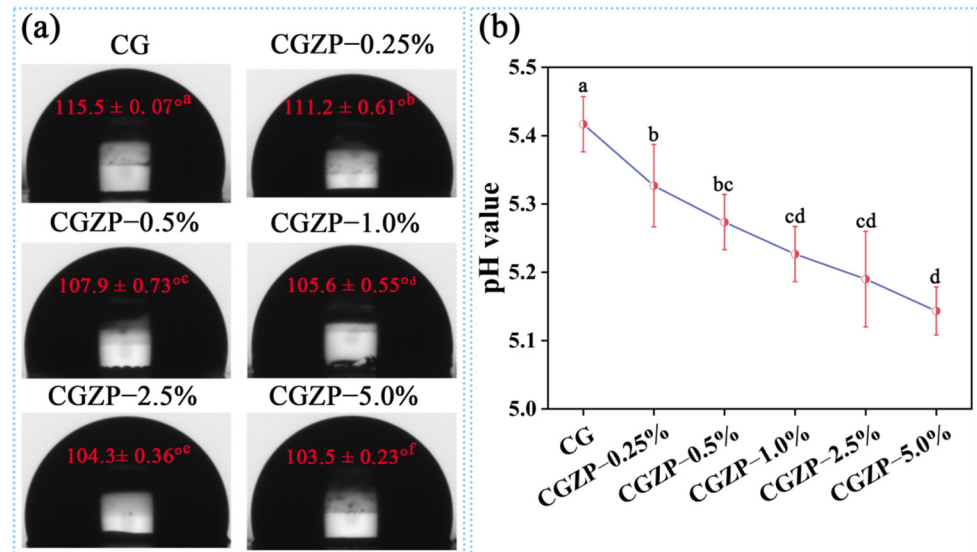 (a)
CG
CGZP−0.25%
115.5 ± 0.07°a
111.2 ± 0.61°b
CGZP−0.5%
CGZP−1.0%
107.9 ± 0.73°c
105.6 ± 0.55°d
CGZP−2.5%
CGZP−5.0%
104.3± 0.36°e
103.5 ± 0.23°f
(b)
pH value
5.5
5.4
5.3
5.2
5.1
5.0
a
b
bc
cd
cd
d
CG
CGZP−0.25%
CGZP−0.5%
CGZP−1.0%
CGZP−2.5%
CGZP−5.0%